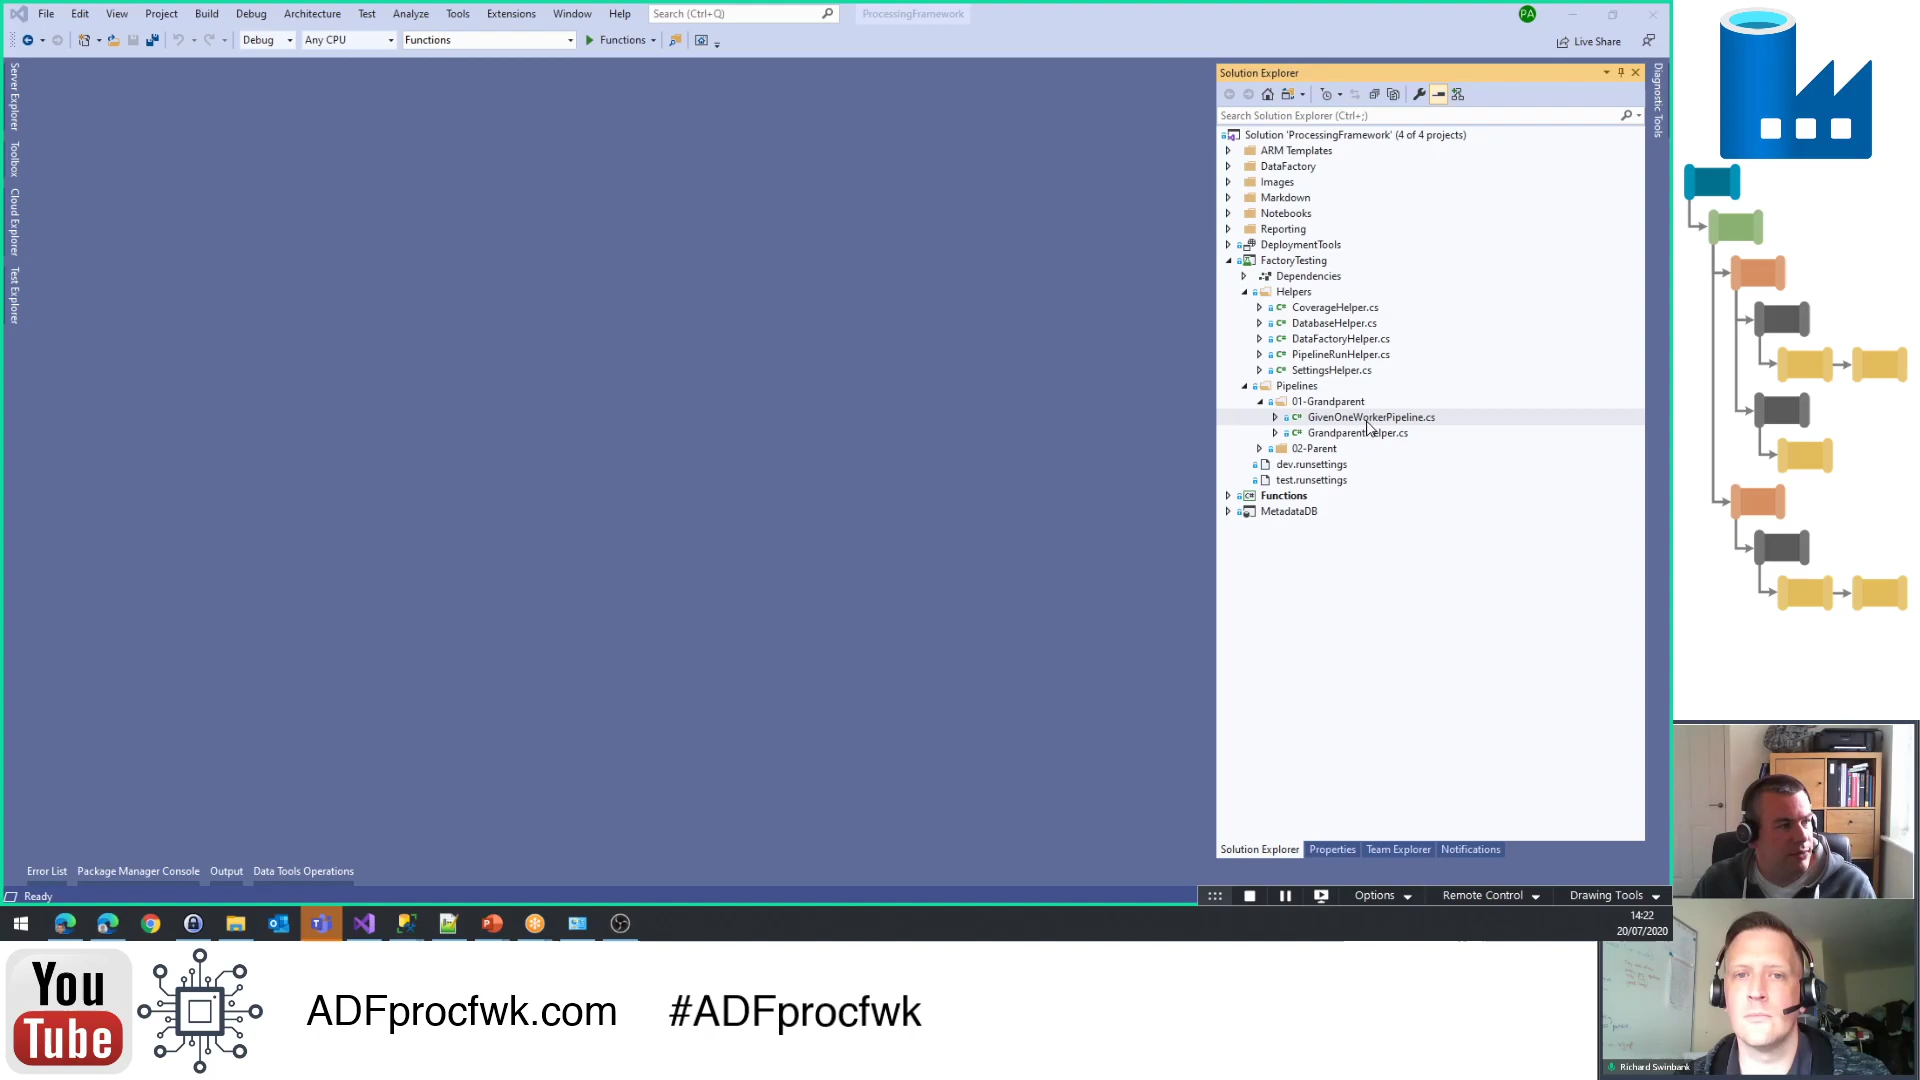 File Edit View Project Build Debug Architecture Test Analyze Tools Extensions Window Help Search (Ctrl+Q) ProcessingFramework PA
Debug Any CPU Functions Functions Live Share
Server Explorer
Toolbox
Cloud Explorer
Test Explorer
Solution Explorer
Search Solution Explorer (Ctrl+;)
Solution 'ProcessingFramework' (4 of 4 projects)
ARM Templates
DataFactory
Images
Markdown
Notebooks
Reporting
DeploymentTools
FactoryTesting
Dependencies
Helpers
C# CoverageHelper.cs
C# DatabaseHelper.cs
C# DataFactoryHelper.cs
C# PipelineRunHelper.cs
C# SettingsHelper.cs
Pipelines
01-Grandparent
C# GivenOneWorkerPipeline.cs
C# GrandparentHelper.cs
02-Parent
dev.runsettings
test.runsettings
C# Functions
MetadataDB
Diagnostic Tools
Solution Explorer Properties Team Explorer Notifications
Error List Package Manager Console Output Data Tools Operations
Ready
Options Remote Control Drawing Tools
14:22
20/07/2020
You
Tube
ADFprocfwk.com #ADFprocfwk
Richard Swinbank